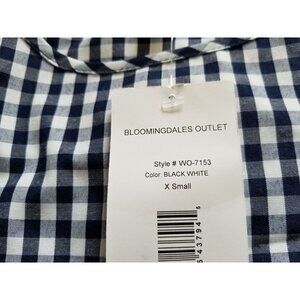 BLOOMINGDALES OUTLET
Style # WO-7153
Color: BLACK WHITE
X Small